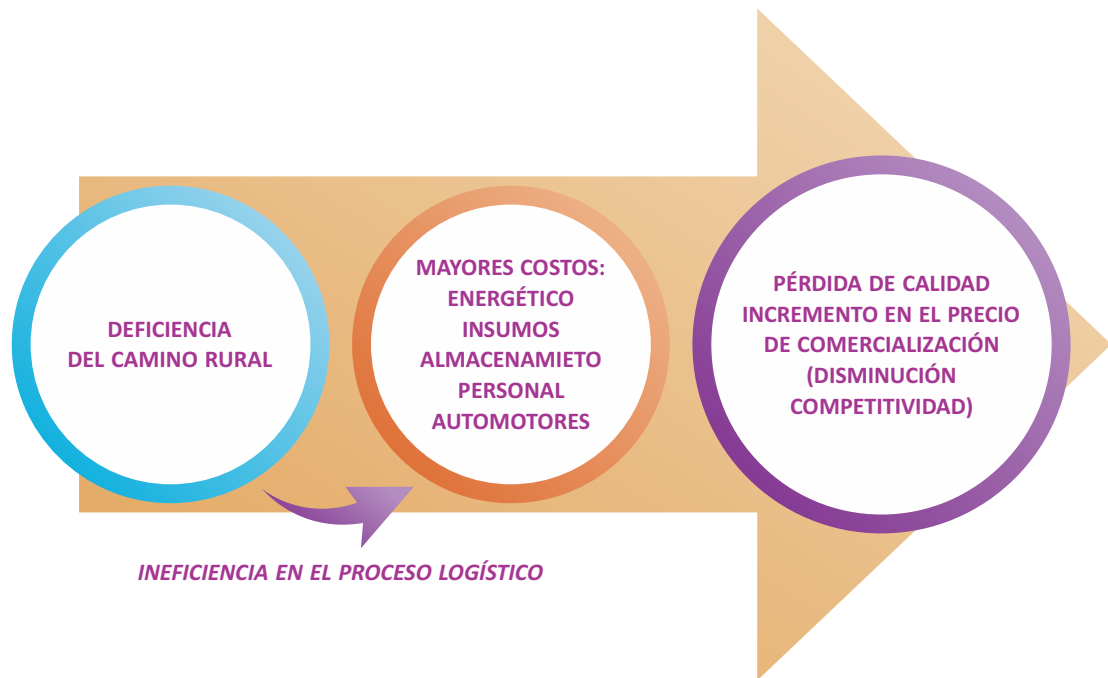 DEFICIENCIA
DEL CAMINO RURAL
MAYORES COSTOS:
ENERGÉTICO
INSUMOS
ALMACENAMIETO
PERSONAL
AUTOMOTORES
PÉRDIDA DE CALIDAD
INCREMENTO EN EL PRECIO
DE COMERCIALIZACIÓN
(DISMINUCIÓN
COMPETITIVIDAD)
INEFICIENCIA EN EL PROCESO LOGÍSTICO